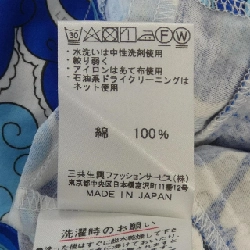 30 F W
・水洗いは中性洗剤使用
・絞り弱く
・アイロンはあて布使用
・石油系ドライクリーニングは
ネット使用
綿 100%
三共生興ファッションサービス(株)
東京都中央区日本橋富沢町11番12号
MADE IN JAPAN
洗濯時のお願い